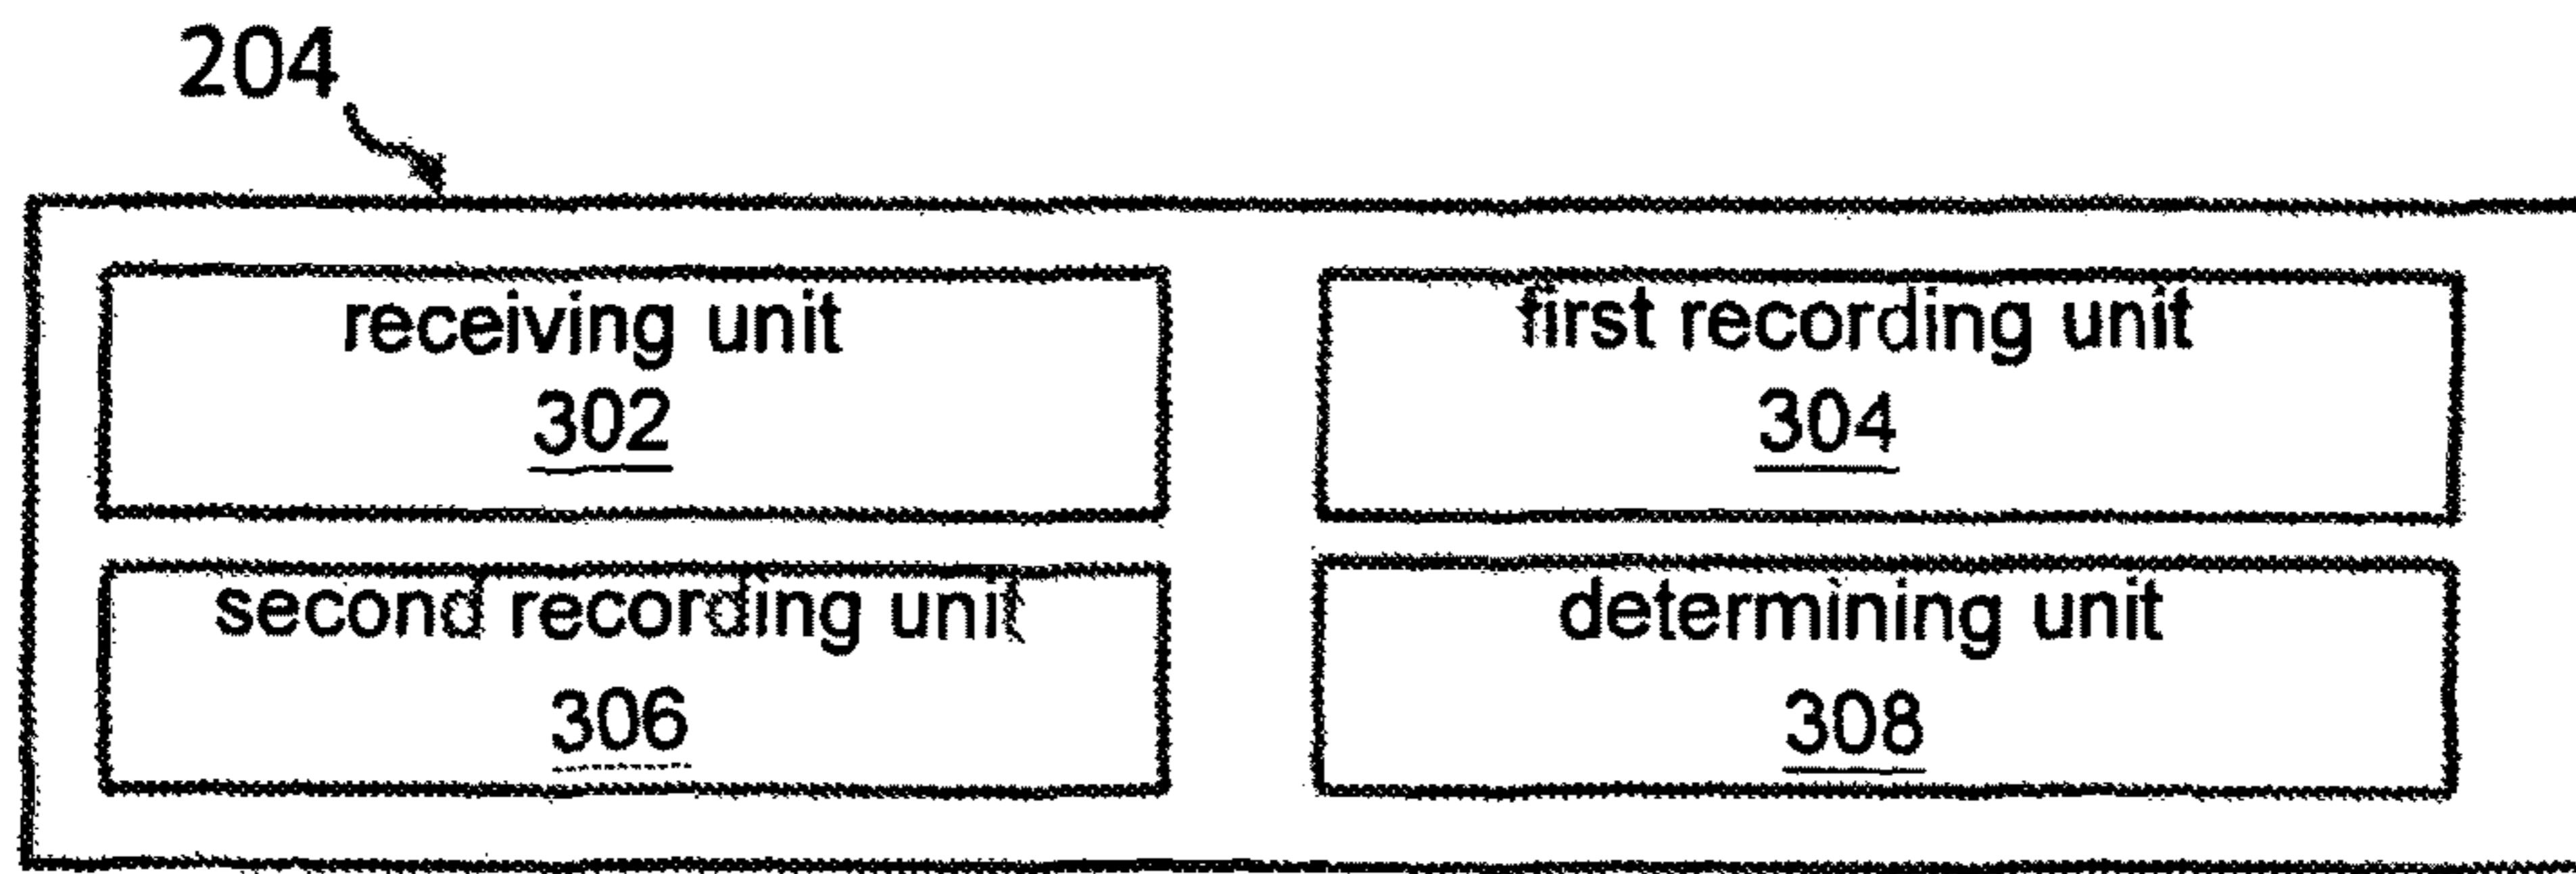 204
receiving unit
302
first recording unit
304
second recording unit
306
determining unit
308